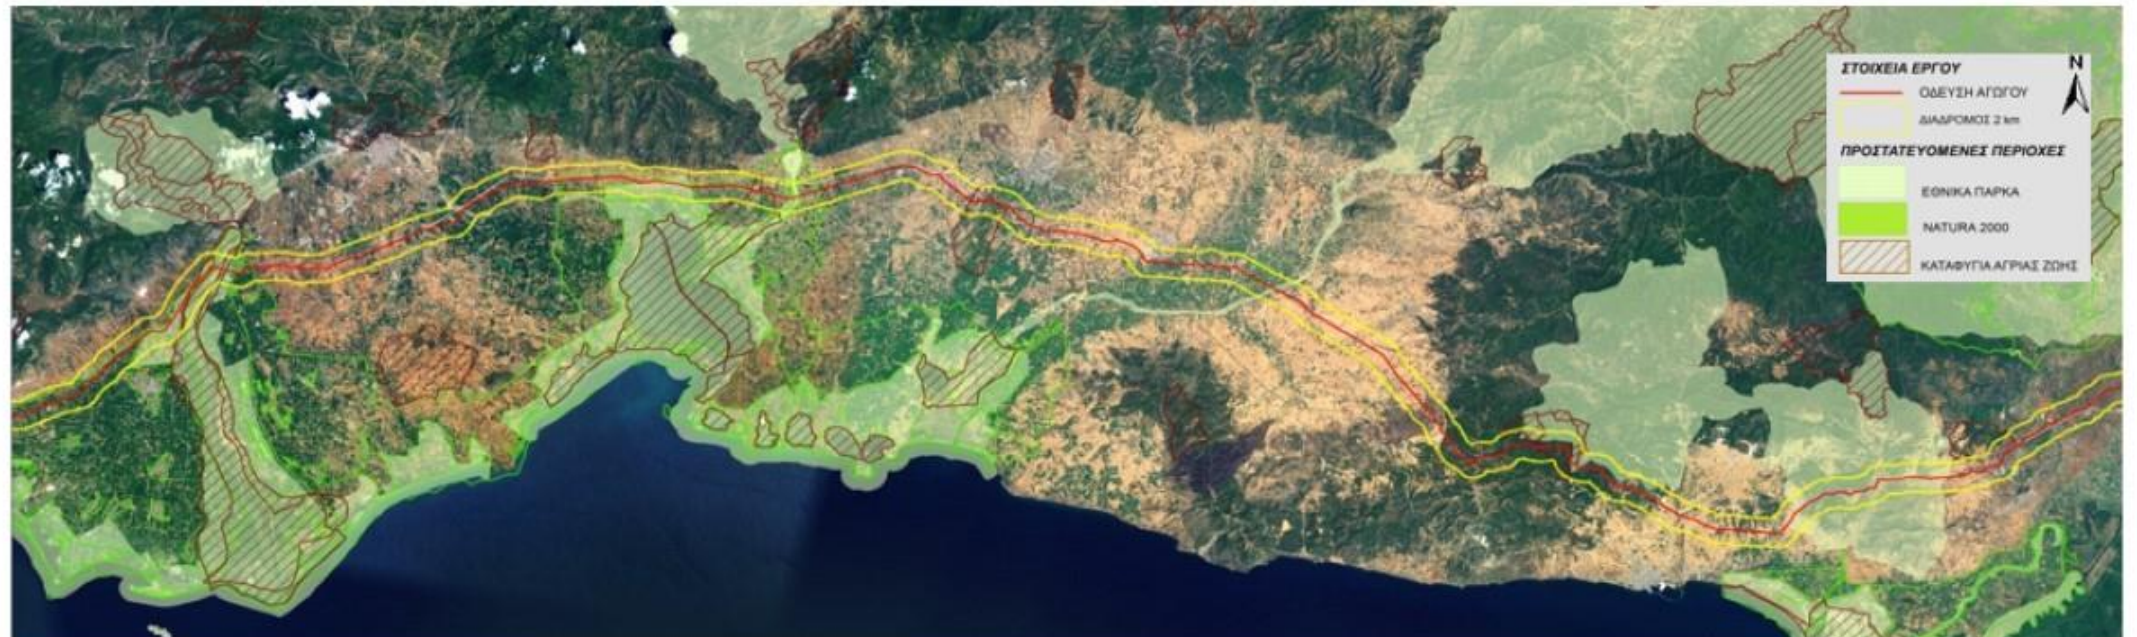 ΣΤΟΙΧΕΙΑ ΕΡΓΟΥ
N
ΟΔΕΥΣΗ ΑΓΩΓΟΥ
ΔΙΑΔΡΟΜΟΣ 2 km
ΠΡΟΣΤΑΤΕΥΟΜΕΝΕΣ ΠΕΡΙΟΧΕΣ
ΕΘΝΙΚΑ ΠΑΡΚΑ
NATURA 2000
ΚΑΤΑΦΥΓΙΑ ΑΓΡΙΑΣ ΖΩΗΣ